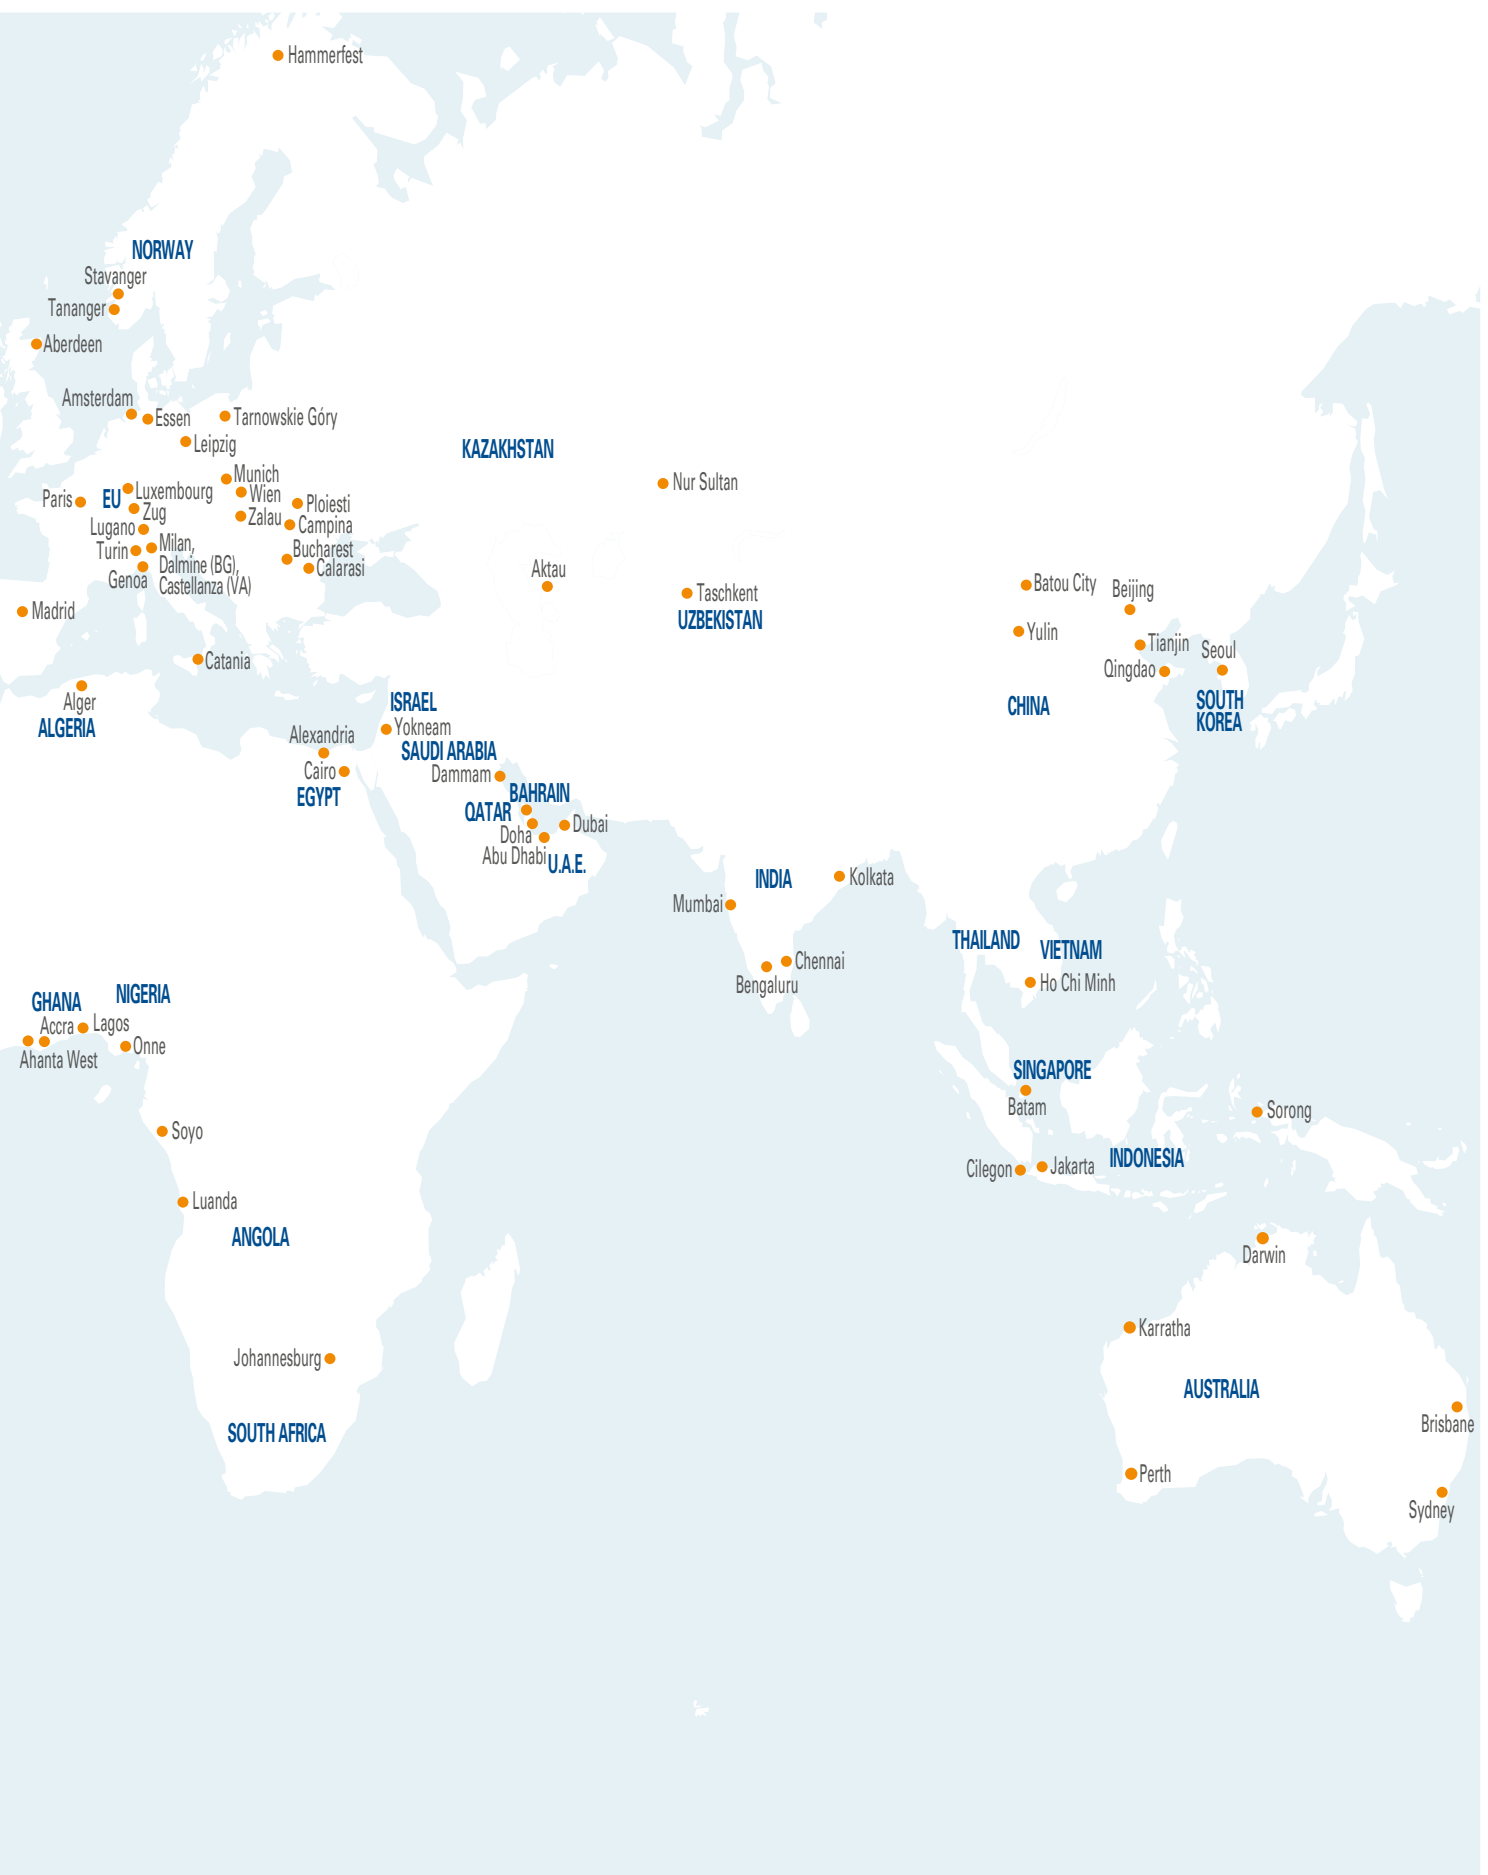 Hammerfest
NORWAY
Stavanger
Tananger
Aberdeen
Amsterdam
Essen
Tarnowskie Góry
Leipzig
KAZAKHSTAN
Munich
Nur Sultan
Luxembourg
Wien
EU
Paris
Ploiesti
Zug
Zalau
Campina
Lugano
Milan,
Turin
Bucharest
Dalmine (BG),
Calarasi
Genoa
Castellanza (VA)
Aktau
Batou City
Beijing
Taschkent
Madrid
UZBEKISTAN
Yulin
Tianjin
Seoul
Catania
Qingdao
Alger
ISRAEL
SOUTH
KOREA
CHINA
ALGERIA
Yokneam
Alexandria
SAUDI ARABIA
Cairo
Dammam
EGYPT
BAHRAIN
QATAR
Dubai
Doha
Abu Dhabi
U.A.E.
INDIA
Kolkata
Mumbai
THAILAND
VIETNAM
Chennai
Bengaluru
Ho Chi Minh
NIGERIA
GHANA
Lagos
Accra
Onne
Ahanta West
SINGAPORE
Batam
Sorong
Soyo
INDONESIA
Cilegon
Jakarta
Luanda
ANGOLA
Darwin
Karratha
Johannesburg
AUSTRALIA
Brisbane
SOUTH AFRICA
Perth
Sydney